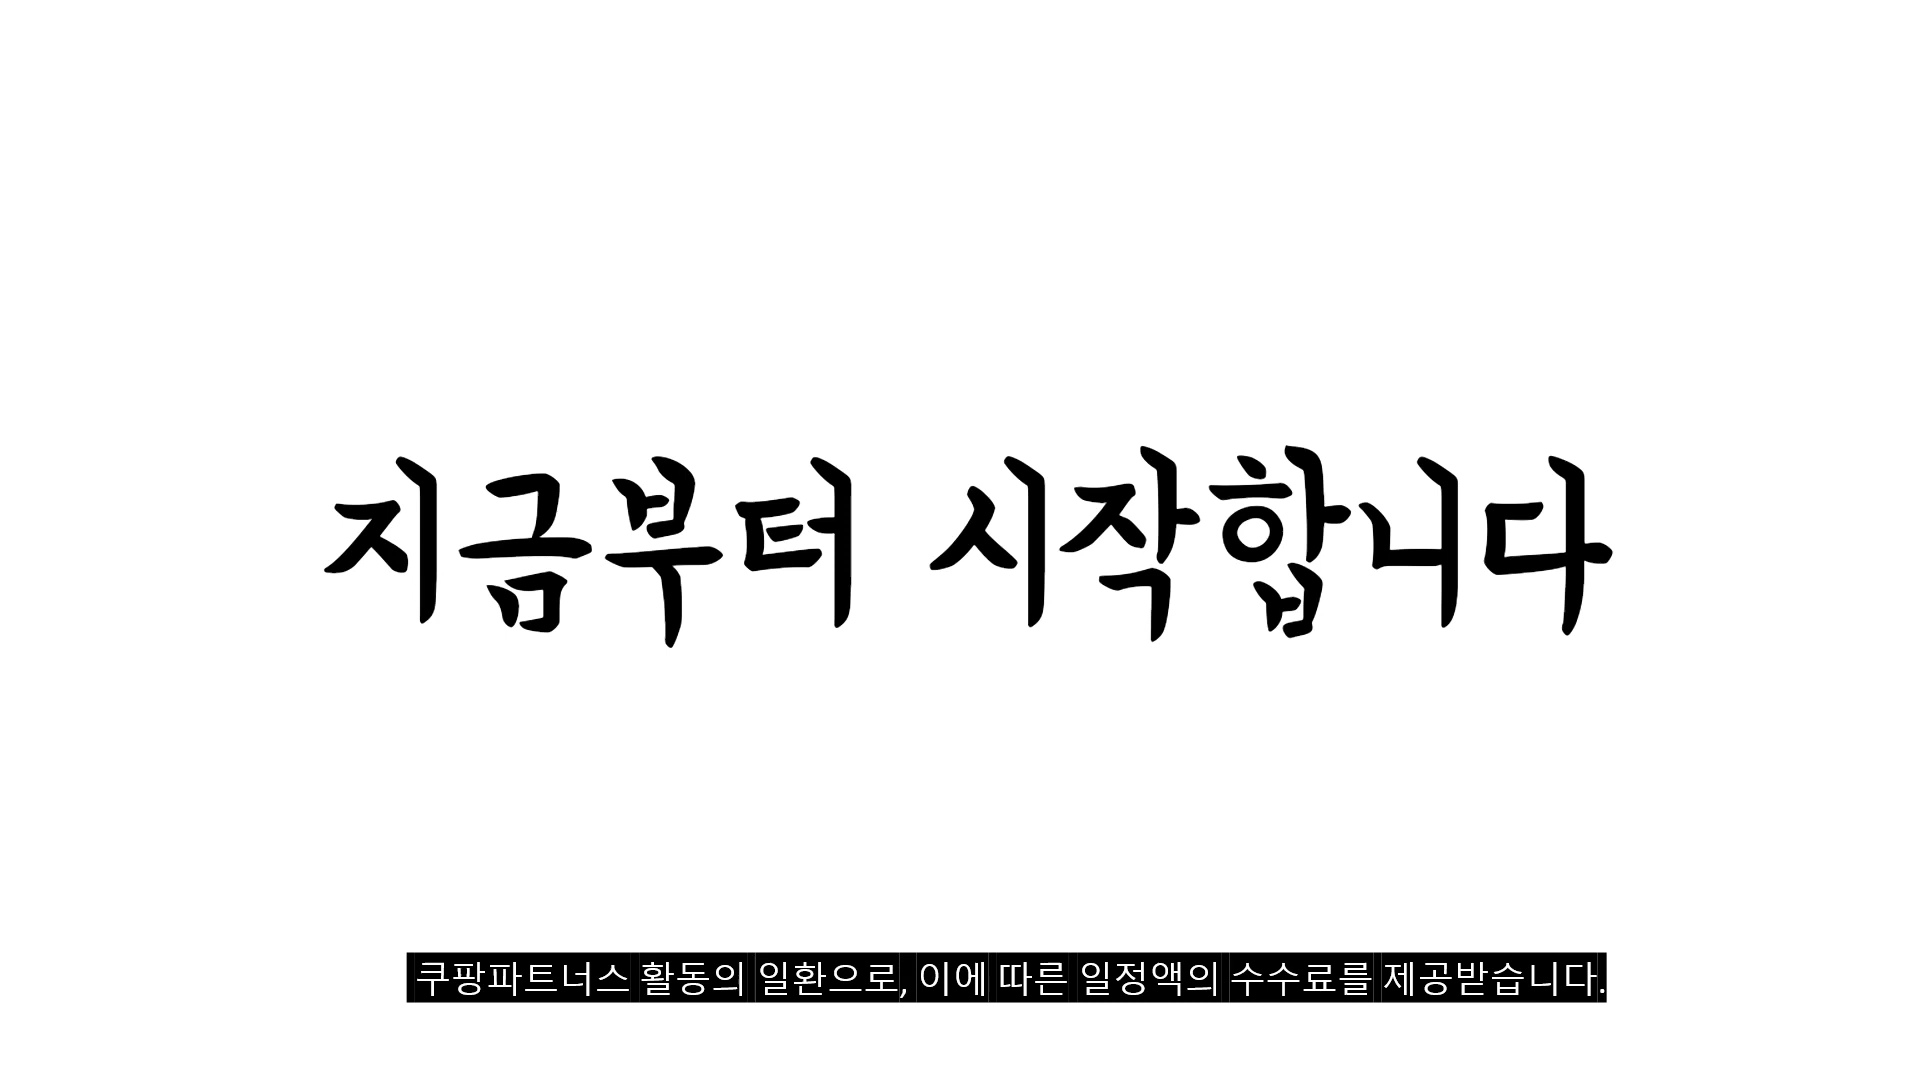 지금부터 시작합니다
쿠팡파트너스 활동의 일환으로, 이에 따른 일정액의 수수료를 제공받습니다.